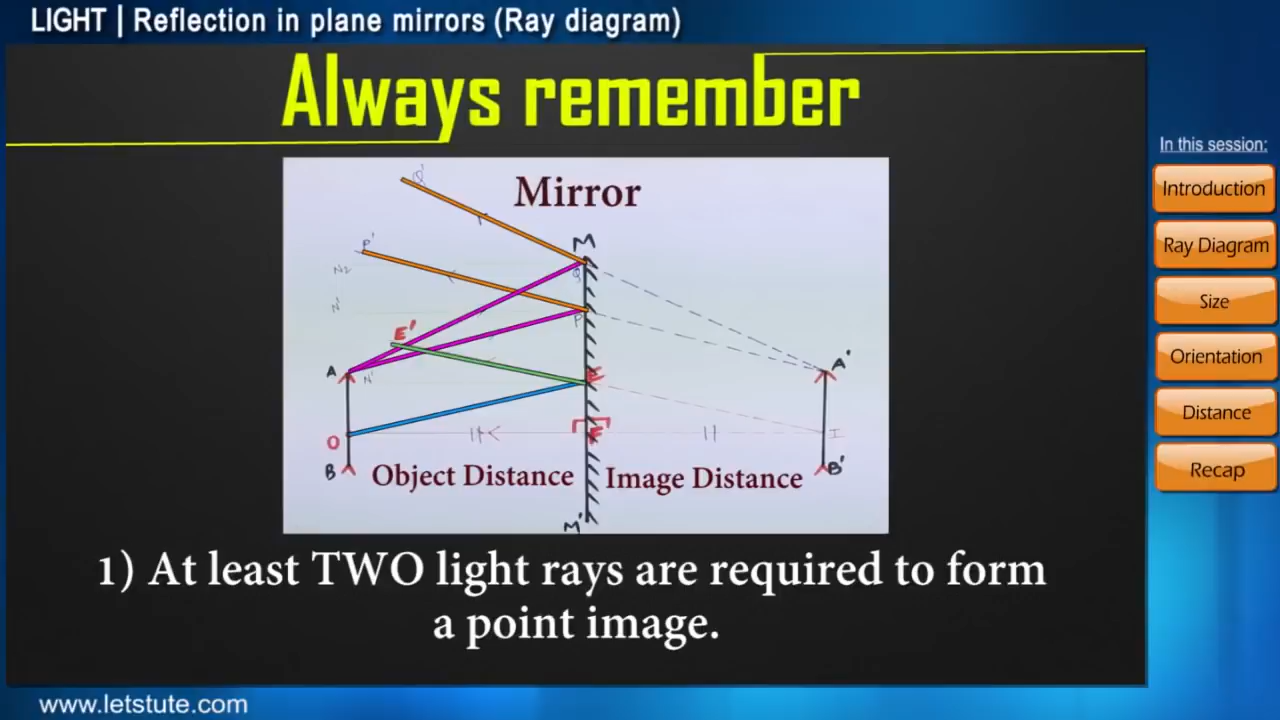 LIGHT | Reflection in plane mirrors (Ray diagram)
Always remember
In this session:
Introduction
Ray Diagram
Size
Orientation
Distance
Recap
Q'
Mirror
M
P'
N2
Q
N'
P
E'
A
N'
E
A'
O
F
I
B
Object Distance
Image Distance
B'
M'
1) At least TWO light rays are required to form
a point image.
www.letstute.com